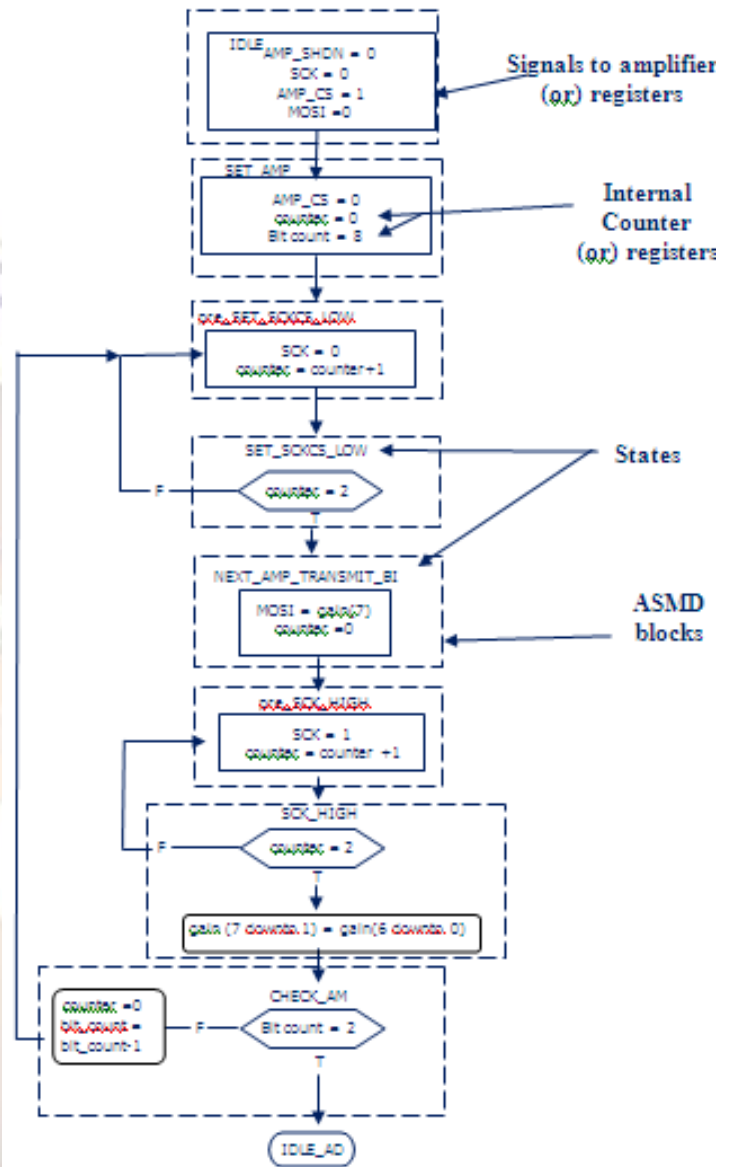 IDLE
AMP_SHDN = 0
SCK = 0
AMP_CS = 1
MOSI =0
Signals to amplifier
(or) registers
SET_AMP
AMP_CS = 0
counter = 0
Bit count = 8
Internal
Counter
(or) registers
pre_SET_SCKCS_LOW
SCK = 0
counter = counter+1
SET_SCKCS_LOW
counter = 2
F
T
States
NEXT_AMP_TRANSMIT_BI
MOSI = gain(7)
counter =0
ASMD
blocks
pre_SCK_HIGH
SCK = 1
counter = counter +1
SCK_HIGH
counter = 2
F
T
gain (7 downto 1) = gain(6 downto 0)
CHECK_AM
counter =0
bit_count =
bit_count-1
F
Bit count = 2
T
IDLE_AD